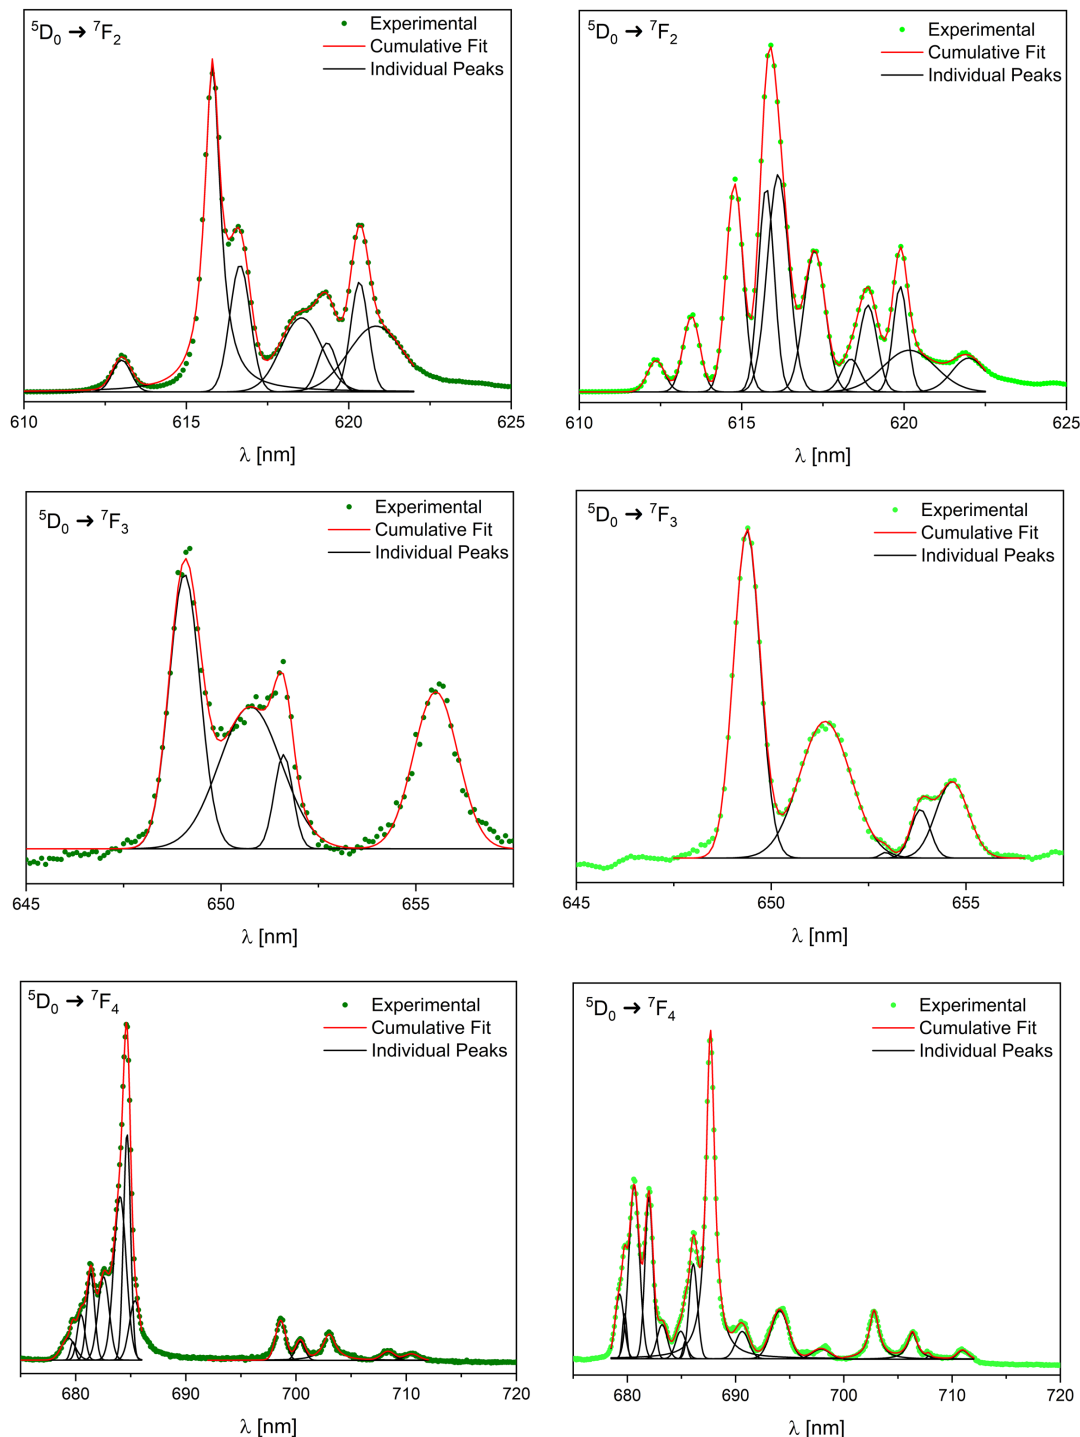 ⁵D₀ ➔ ⁷F₂
Experimental
Cumulative Fit
Individual Peaks
610 615 620 625
λ [nm]
⁵D₀ ➔ ⁷F₂
Experimental
Cumulative Fit
Individual Peaks
610 615 620 625
λ [nm]
⁵D₀ ➔ ⁷F₃
Experimental
Cumulative Fit
Individual Peaks
645 650 655
λ [nm]
⁵D₀ ➔ ⁷F₃
Experimental
Cumulative Fit
Individual Peaks
645 650 655
λ [nm]
⁵D₀ ➔ ⁷F₄
Experimental
Cumulative Fit
Individual Peaks
680 690 700 710 720
λ [nm]
⁵D₀ ➔ ⁷F₄
Experimental
Cumulative Fit
Individual Peaks
680 690 700 710 720
λ [nm]